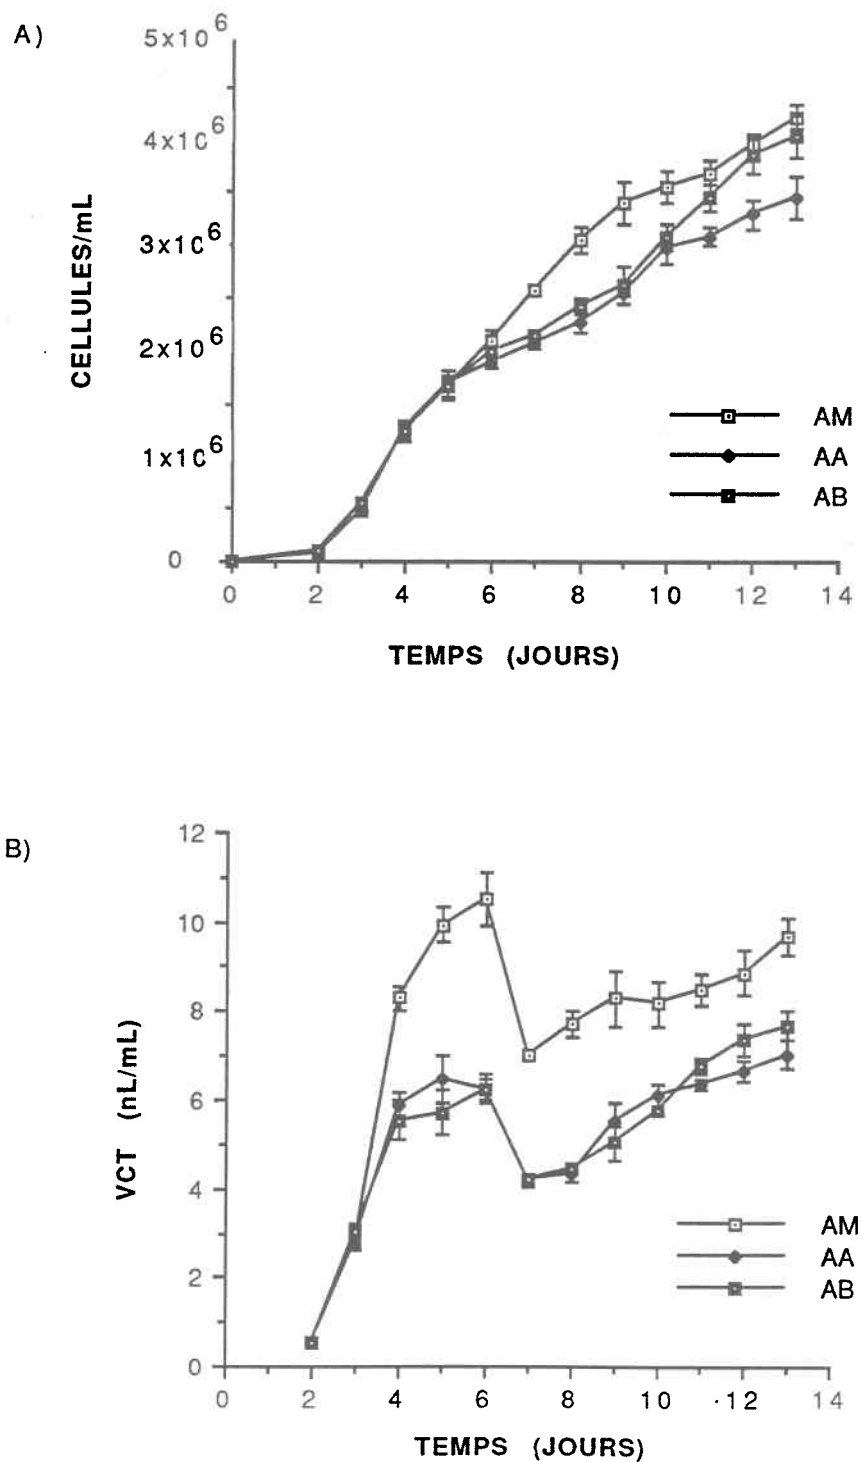 A)
5x10 6
4x10 6
3x10 6
2x10 6
1x10 6
0
CELLULES/mL
AM
AA
AB
0 2 4 6 8 10 12 14
TEMPS (JOURS)
B)
12
10
8
6
4
2
0
VCT (nL/mL)
AM
AA
AB
0 2 4 6 8 10 12 14
TEMPS (JOURS)